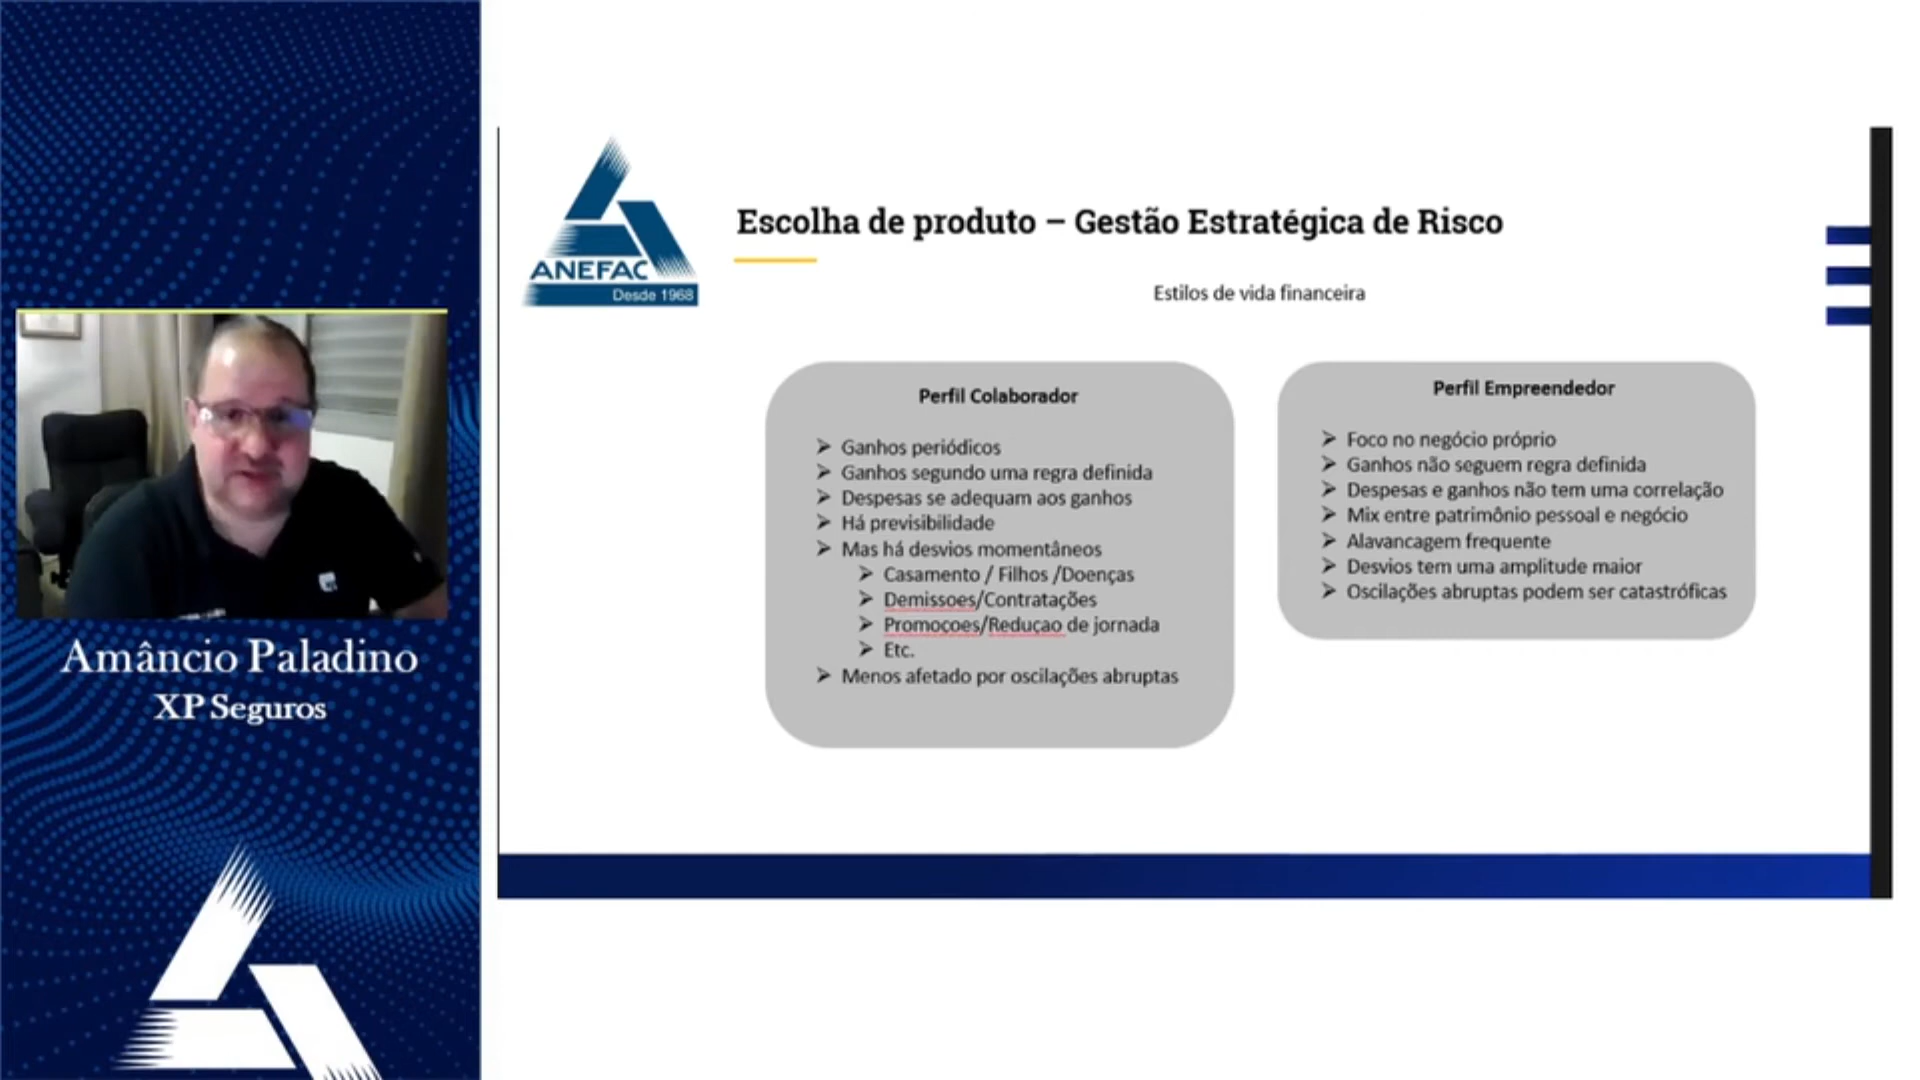 Amâncio Paladino
XP Seguros
ANEFAC
Desde 1968
Escolha de produto – Gestão Estratégica de Risco
Estilos de vida financeira
Perfil Colaborador
Ganhos periódicos
Ganhos segundo uma regra definida
Despesas se adequam aos ganhos
Há previsibilidade
Mas há desvios momentâneos
Casamento / Filhos /Doenças
Demissoes/Contratações
Promoçoes/Reduçao de jornada
Etc.
Menos afetado por oscilações abruptas
Perfil Empreendedor
Foco no negócio próprio
Ganhos não seguem regra definida
Despesas e ganhos não tem uma correlação
Mix entre patrimônio pessoal e negócio
Alavancagem frequente
Desvios tem uma amplitude maior
Oscilações abruptas podem ser catastróficas